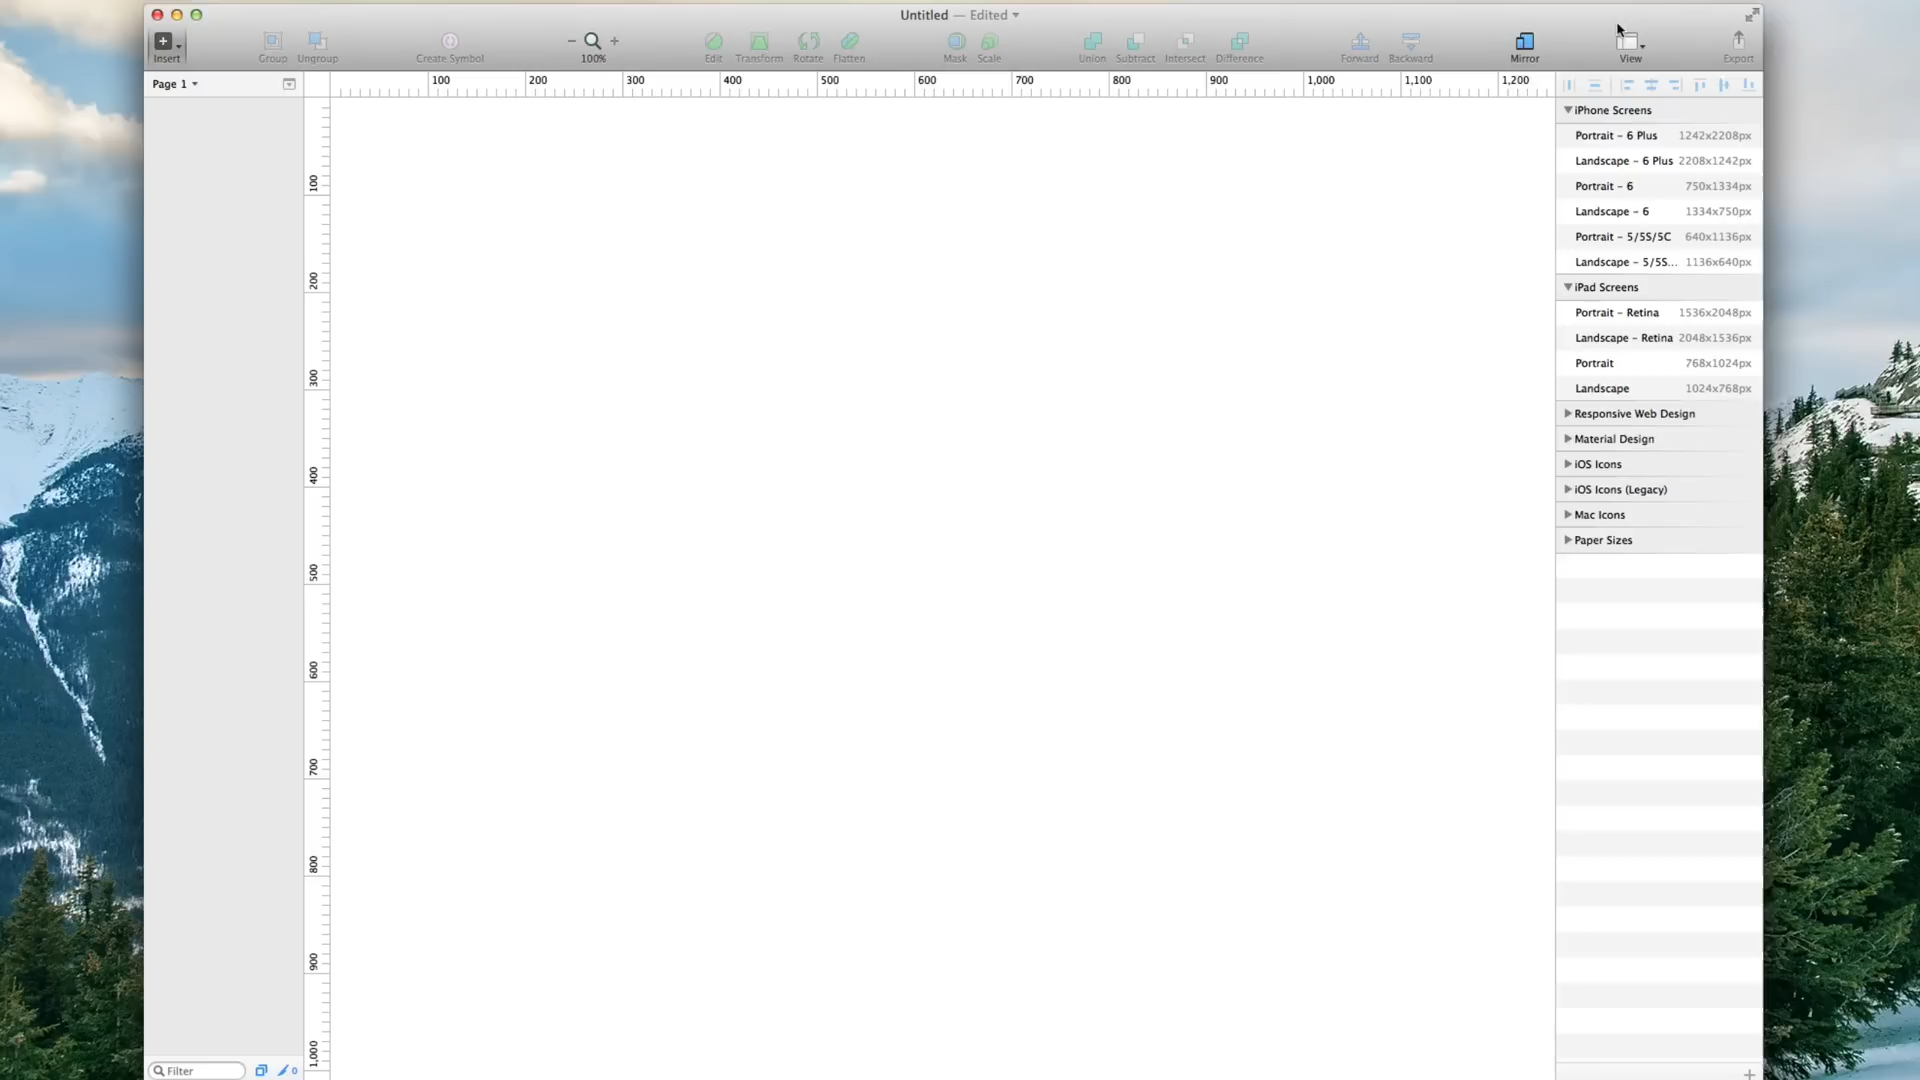 Untitled — Edited
Insert
Group
Ungroup
Create Symbol
100%
Edit
Transform
Rotate
Flatten
Mask
Scale
Union
Subtract
Intersect
Difference
Forward
Backward
Mirror
View
Export
Page 1
100 200 300 400 500 600 700 800 900 1,000 1,100 1,200
iPhone Screens
Portrait – 6 Plus 1242x2208px
Landscape – 6 Plus 2208x1242px
Portrait – 6 750x1334px
Landscape – 6 1334x750px
Portrait – 5/5S/5C 640x1136px
Landscape – 5/5S... 1136x640px
iPad Screens
Portrait – Retina 1536x2048px
Landscape – Retina 2048x1536px
Portrait 768x1024px
Landscape 1024x768px
Responsive Web Design
Material Design
iOS Icons
iOS Icons (Legacy)
Mac Icons
Paper Sizes
100
200
300
400
500
600
700
800
900
1,000
Filter
0